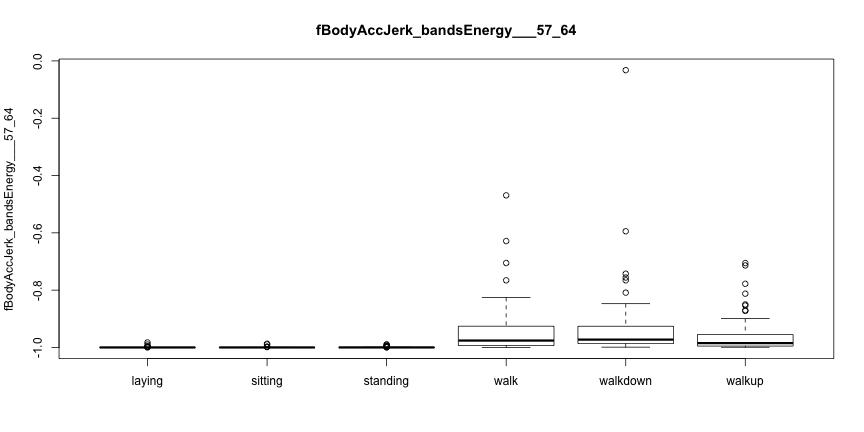 fBodyAccJerk_bandsEnergy___57_64
fBodyAccJerk_bandsEnergy___57_64
0.0
-0.2
-0.4
-0.6
-0.8
-1.0
laying sitting standing walk walkdown walkup